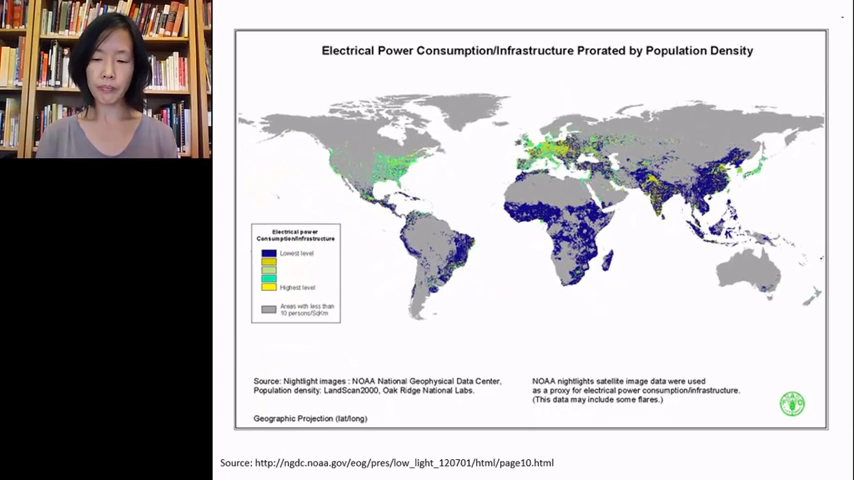 Electrical Power Consumption/Infrastructure Prorated by Population Density
Electrical power
Consumption/infrastructure
Lowest level
Highest level
Areas with less than
10 persons/SqKm
Source: Nightlight images : NOAA National Geophysical Data Center,
Population density: LandScan2000, Oak Ridge National Labs.
Geographic Projection (lat/long)
NOAA nightlights satellite image data were used
as a proxy for electrical power consumption/infrastructure.
(This data may include some flares.)
Source: http://ngdc.noaa.gov/eog/pres/low_light_120701/html/page10.html